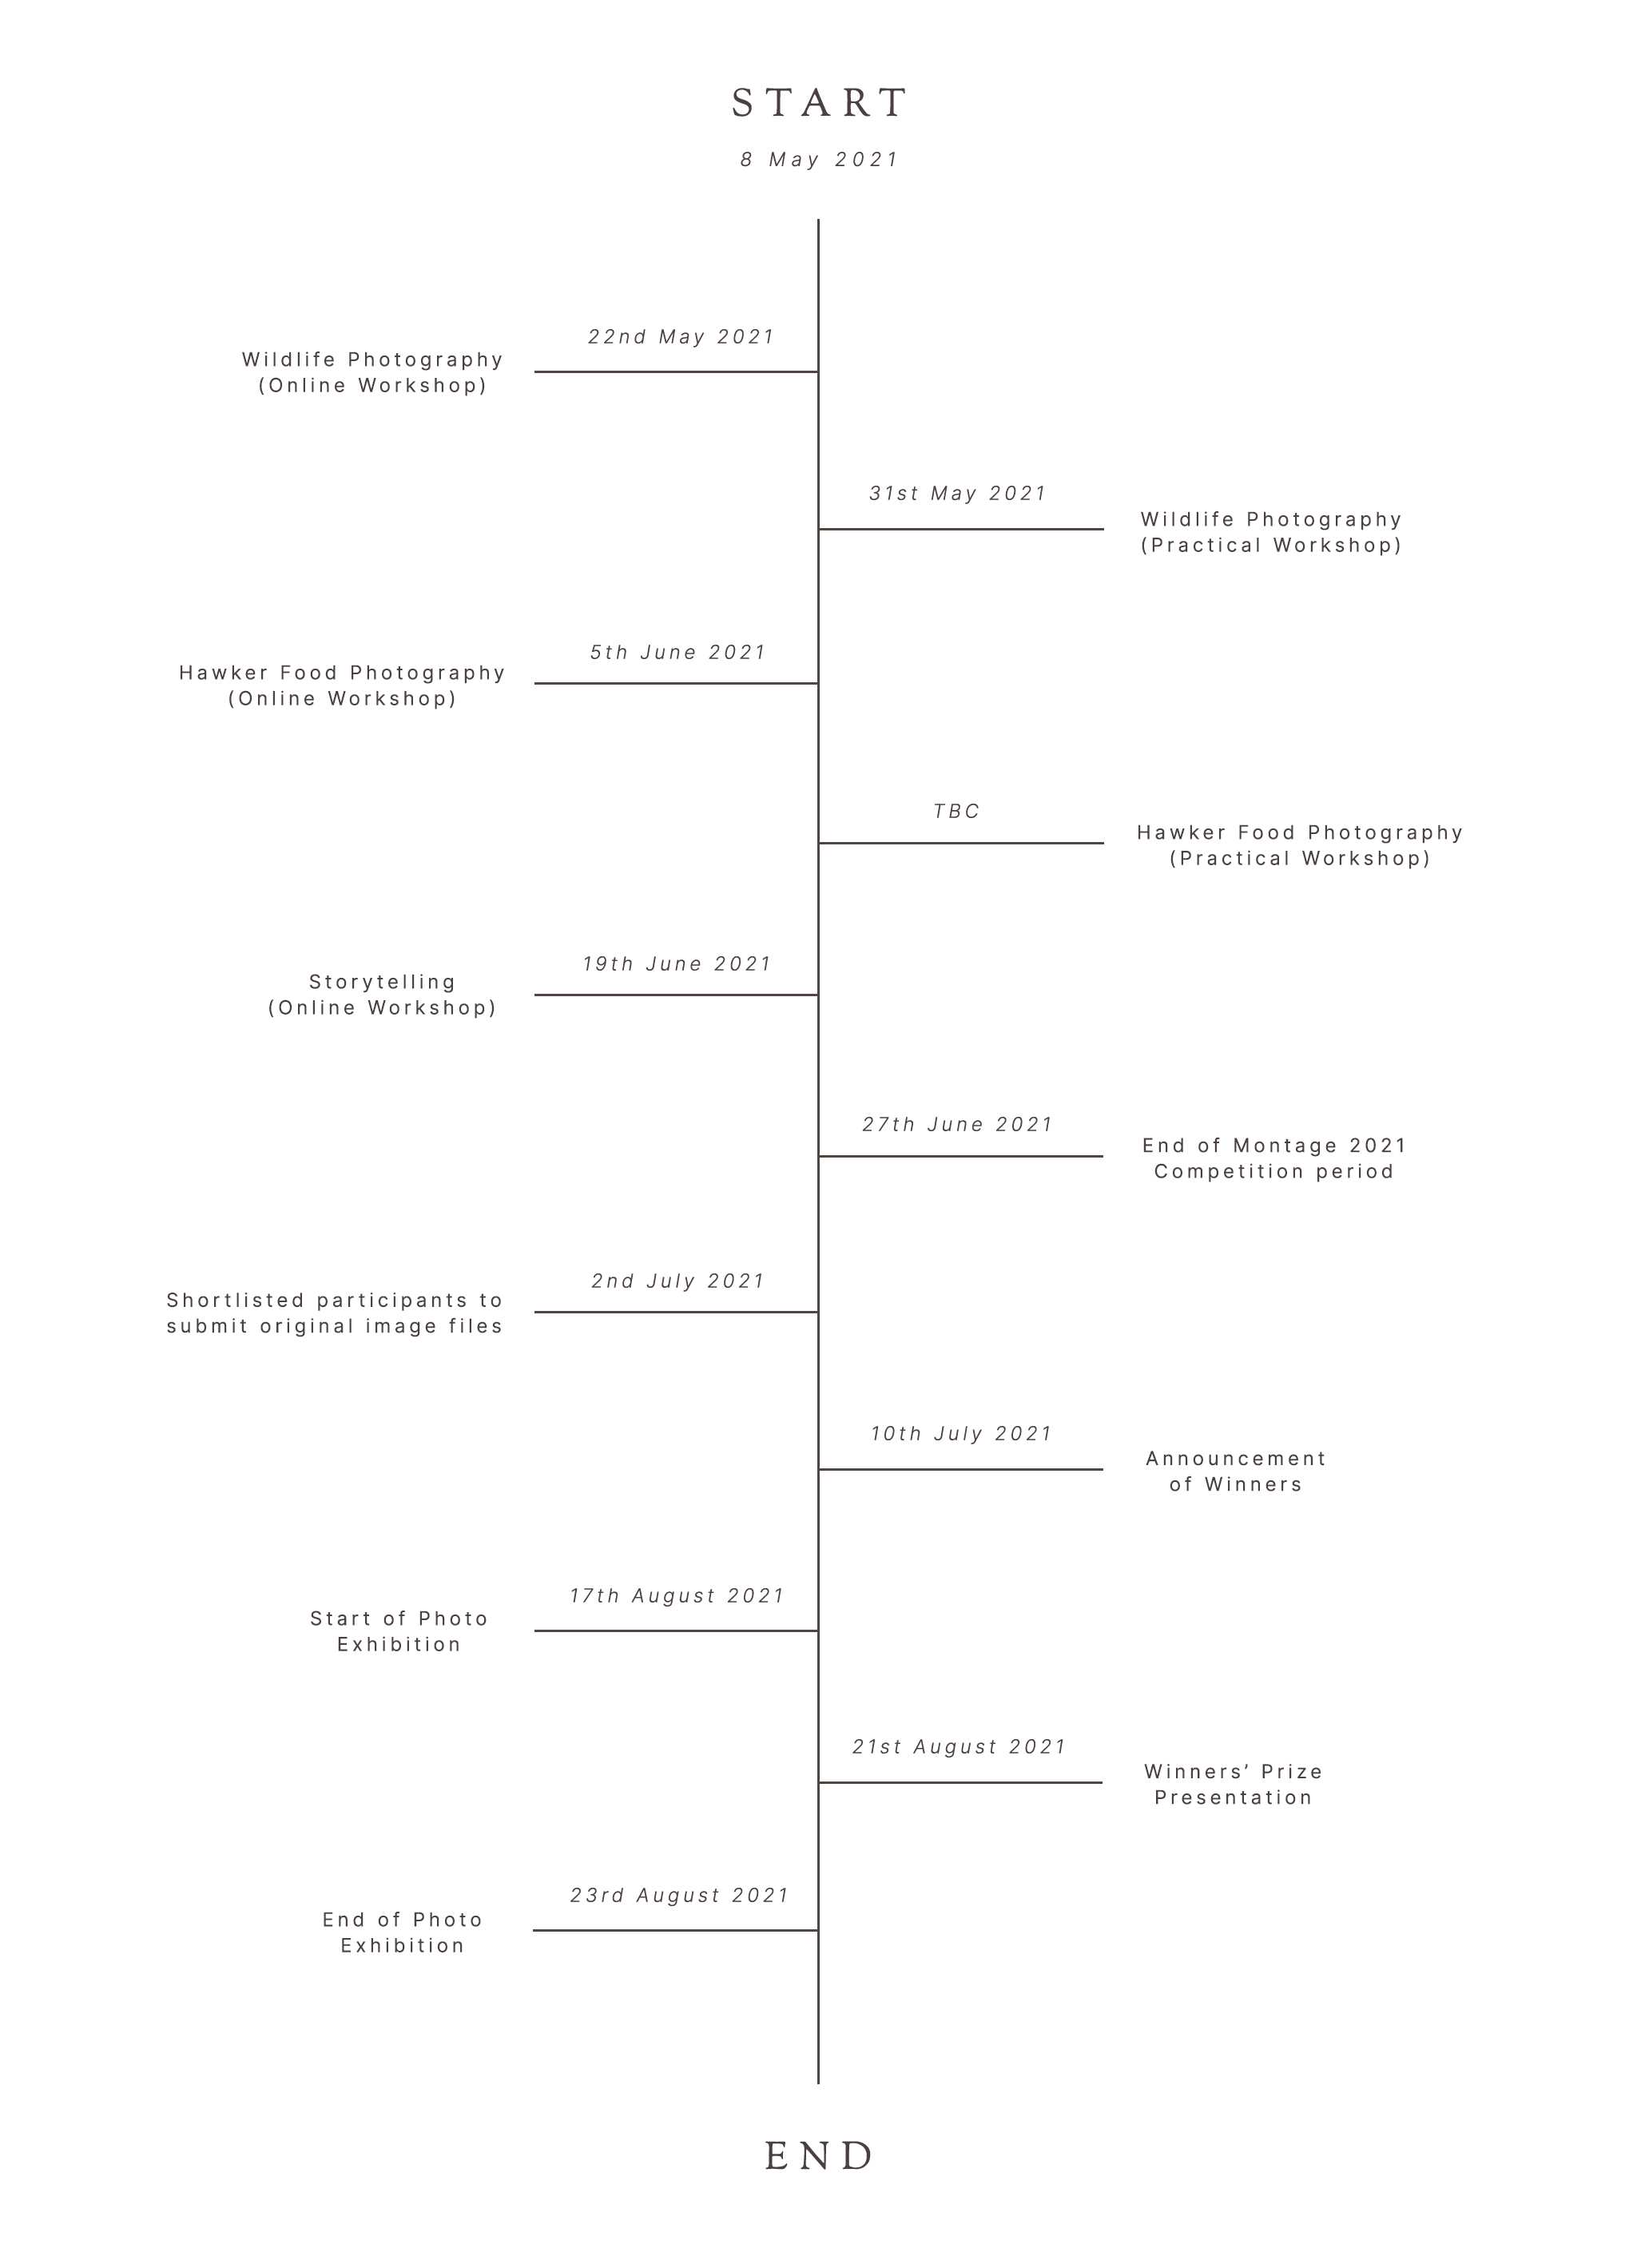 START
8 May 2021
22nd May 2021
Wildlife Photography
(Online Workshop)
31st May 2021
Wildlife Photography
(Practical Workshop)
5th June 2021
Hawker Food Photography
(Online Workshop)
TBC
Hawker Food Photography
(Practical Workshop)
19th June 2021
Storytelling
(Online Workshop)
27th June 2021
End of Montage 2021
Competition period
2nd July 2021
Shortlisted participants to
submit original image files
10th July 2021
Announcement
of Winners
17th August 2021
Start of Photo
Exhibition
21st August 2021
Winners’ Prize
Presentation
23rd August 2021
End of Photo
Exhibition
END